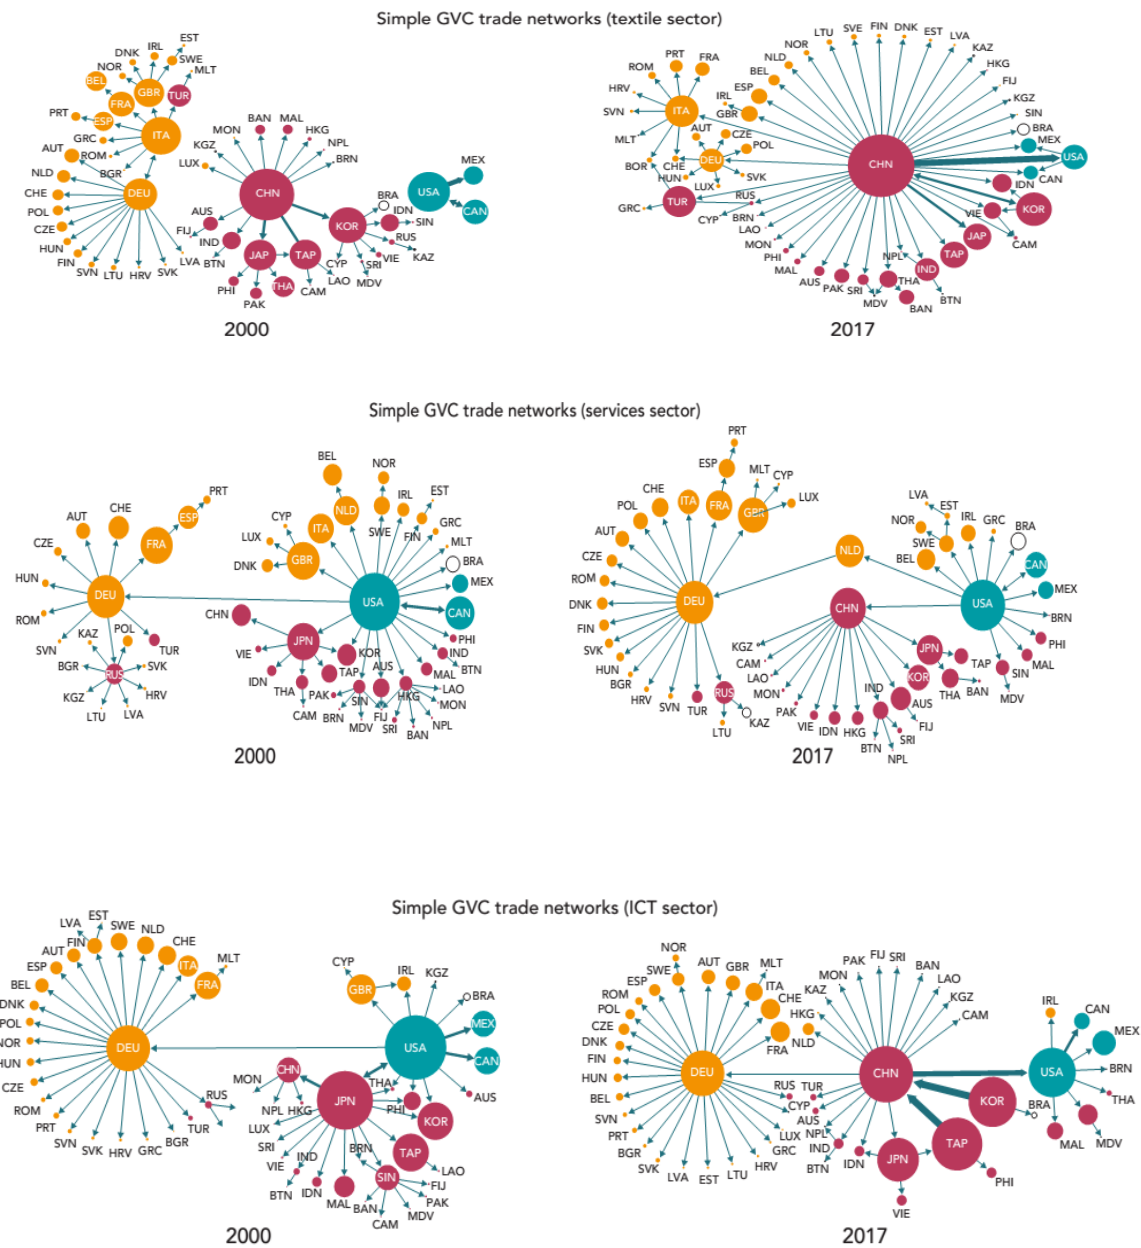 Simple GVC trade networks (textile sector)
EST
IRL
DNK
SWE
NOR
MLT
BEL
GBR
TUR
FRA
PRT
ESP
ITA
GRC
AUT
ROM
BGR
NLD
DEU
CHE
POL
CZE
HUN
FIN
SVN
LTU
HRV
SVK
LVA
BAN
MAL
HKG
MON
NPL
KGZ
BRN
LUX
CHN
AUS
FIJ
IND
BTN
JAP
TAP
PHI
PAK
THA
CAM
LAO
KOR
BRA
IDN
SIN
RUS
KAZ
CYP
SRI
VIE
MDV
MEX
USA
CAN
2000
PRT
FRA
ROM
HRV
ITA
SVN
MLT
IRL
GBR
ESP
BEL
NLD
NOR
LTU
SVE
FIN
DNK
EST
LVA
KAZ
HKG
FIJ
KGZ
SIN
BRA
MEX
USA
CAN
AUT
CZE
POL
DEU
CHE
HUN
SVK
LUX
BOR
TUR
GRC
RUS
CYP
BRN
LAO
MON
PHI
MAL
AUS
PAK
SRI
MDV
THA
BAN
NPL
IND
BTN
TAP
JAP
CAM
VIE
IDN
KOR
CHN
2017
Simple GVC trade networks (services sector)
PRT
ESP
CHE
AUT
FRA
CZE
HUN
DEU
ROM
SVN
KAZ
POL
TUR
BGR
RUS
SVK
KGZ
HRV
LTU
LVA
BEL
NOR
NLD
IRL
EST
ITA
SWE
FIN
GRC
CYP
MLT
LUX
GBR
BRA
DNK
MEX
USA
CAN
CHN
JPN
PHI
VIE
KOR
IND
IDN
TAP
AUS
BTN
MAL
THA
PAK
SIN
HKG
LAO
MON
CAM
BRN
FIJ
MDV
SRI
BAN
NPL
2000
PRT
ESP
MLT
CYP
CHE
ITA
FRA
GBR
LUX
POL
AUT
CZE
ROM
DNK
DEU
FIN
SVK
HUN
BGR
HRV
SVN
TUR
RUS
KAZ
LTU
NLD
LVA
EST
NOR
IRL
GRC
BRA
SWE
BEL
CAN
MEX
USA
BRN
PHI
MAL
SIN
MDV
CHN
JPN
KGZ
CAM
LAO
MON
PAK
VIE
IDN
HKG
IND
KOR
TAP
THA
BAN
AUS
FIJ
SRI
BTN
NPL
2017
Simple GVC trade networks (ICT sector)
EST
LVA
SWE
NLD
FIN
CHE
AUT
ITA
MLT
ESP
FRA
BEL
DNK
POL
NOR
DEU
HUN
CZE
ROM
PRT
SVN
SVK
HRV
GRC
BGR
TUR
RUS
CYP
GBR
IRL
KGZ
BRA
MEX
USA
CAN
AUS
CHN
THA
MON
JPN
PHI
KOR
NPL
HKG
LUX
SRI
VIE
IND
BRN
TAP
LAO
BTN
IDN
MAL
SIN
FIJ
PAK
BAN
CAM
MDV
2000
NOR
SWE
AUT
GBR
MLT
ESP
ITA
ROM
CHE
POL
CZE
FRA
DNK
FIN
DEU
HUN
BEL
SVN
PRT
BGR
SVK
LVA
EST
LTU
HRV
GRC
LUX
NLD
HKG
KAZ
MON
PAK
FIJ
SRI
BAN
LAO
KGZ
CAM
RUS
TUR
CHN
CYP
AUS
NPL
IND
BTN
IDN
JPN
VIE
TAP
KOR
PHI
BRA
IRL
CAN
MEX
USA
BRN
THA
MAL
MDV
2017